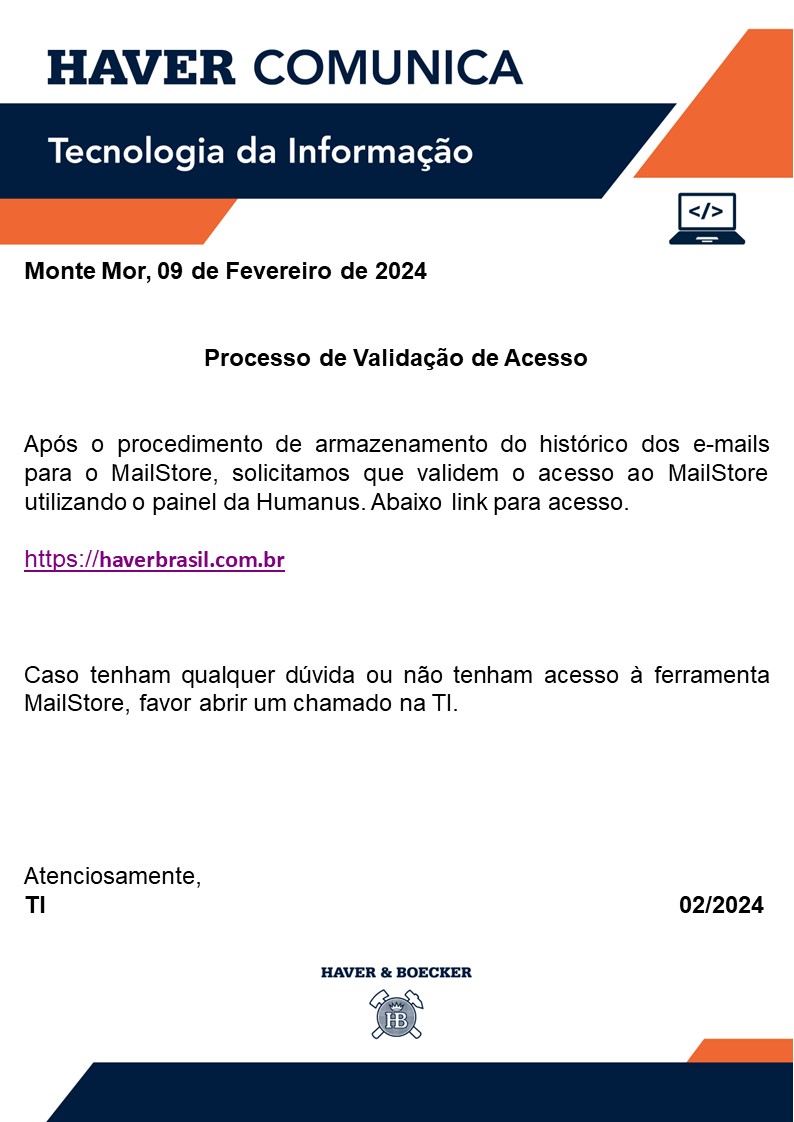 HAVER COMUNICA
Tecnologia da Informação
</>
Monte Mor, 09 de Fevereiro de 2024
Processo de Validação de Acesso
Após o procedimento de armazenamento do histórico dos e-mails
para o MailStore, solicitamos que validem o acesso ao MailStore
utilizando o painel da Humanus. Abaixo link para acesso.
https://haverbrasil.com.br
Caso tenham qualquer dúvida ou não tenham acesso à ferramenta
MailStore, favor abrir um chamado na TI.
Atenciosamente,
TI 02/2024
HAVER & BOECKER
HB